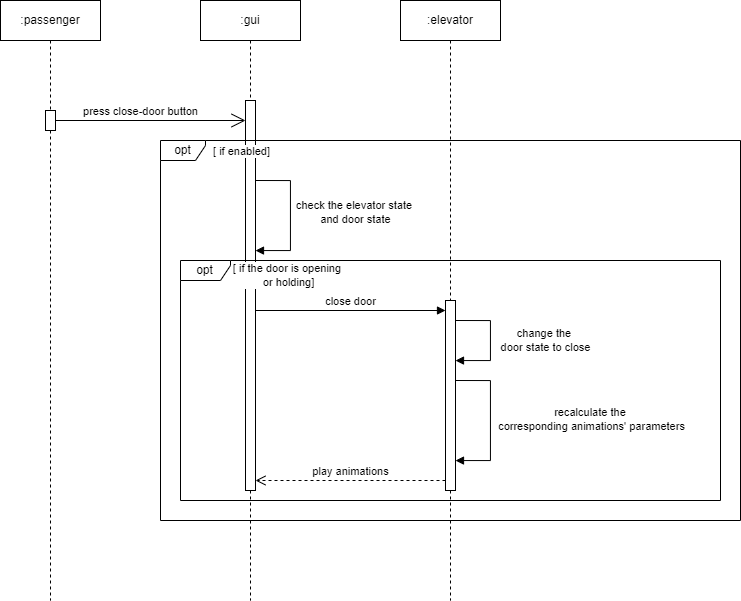 :passenger
:gui
:elevator
press close-door button
opt
[ if enabled]
check the elevator state
and door state
opt
[ if the door is opening
or holding]
close door
change the
door state to close
recalculate the
corresponding animations' parameters
play animations